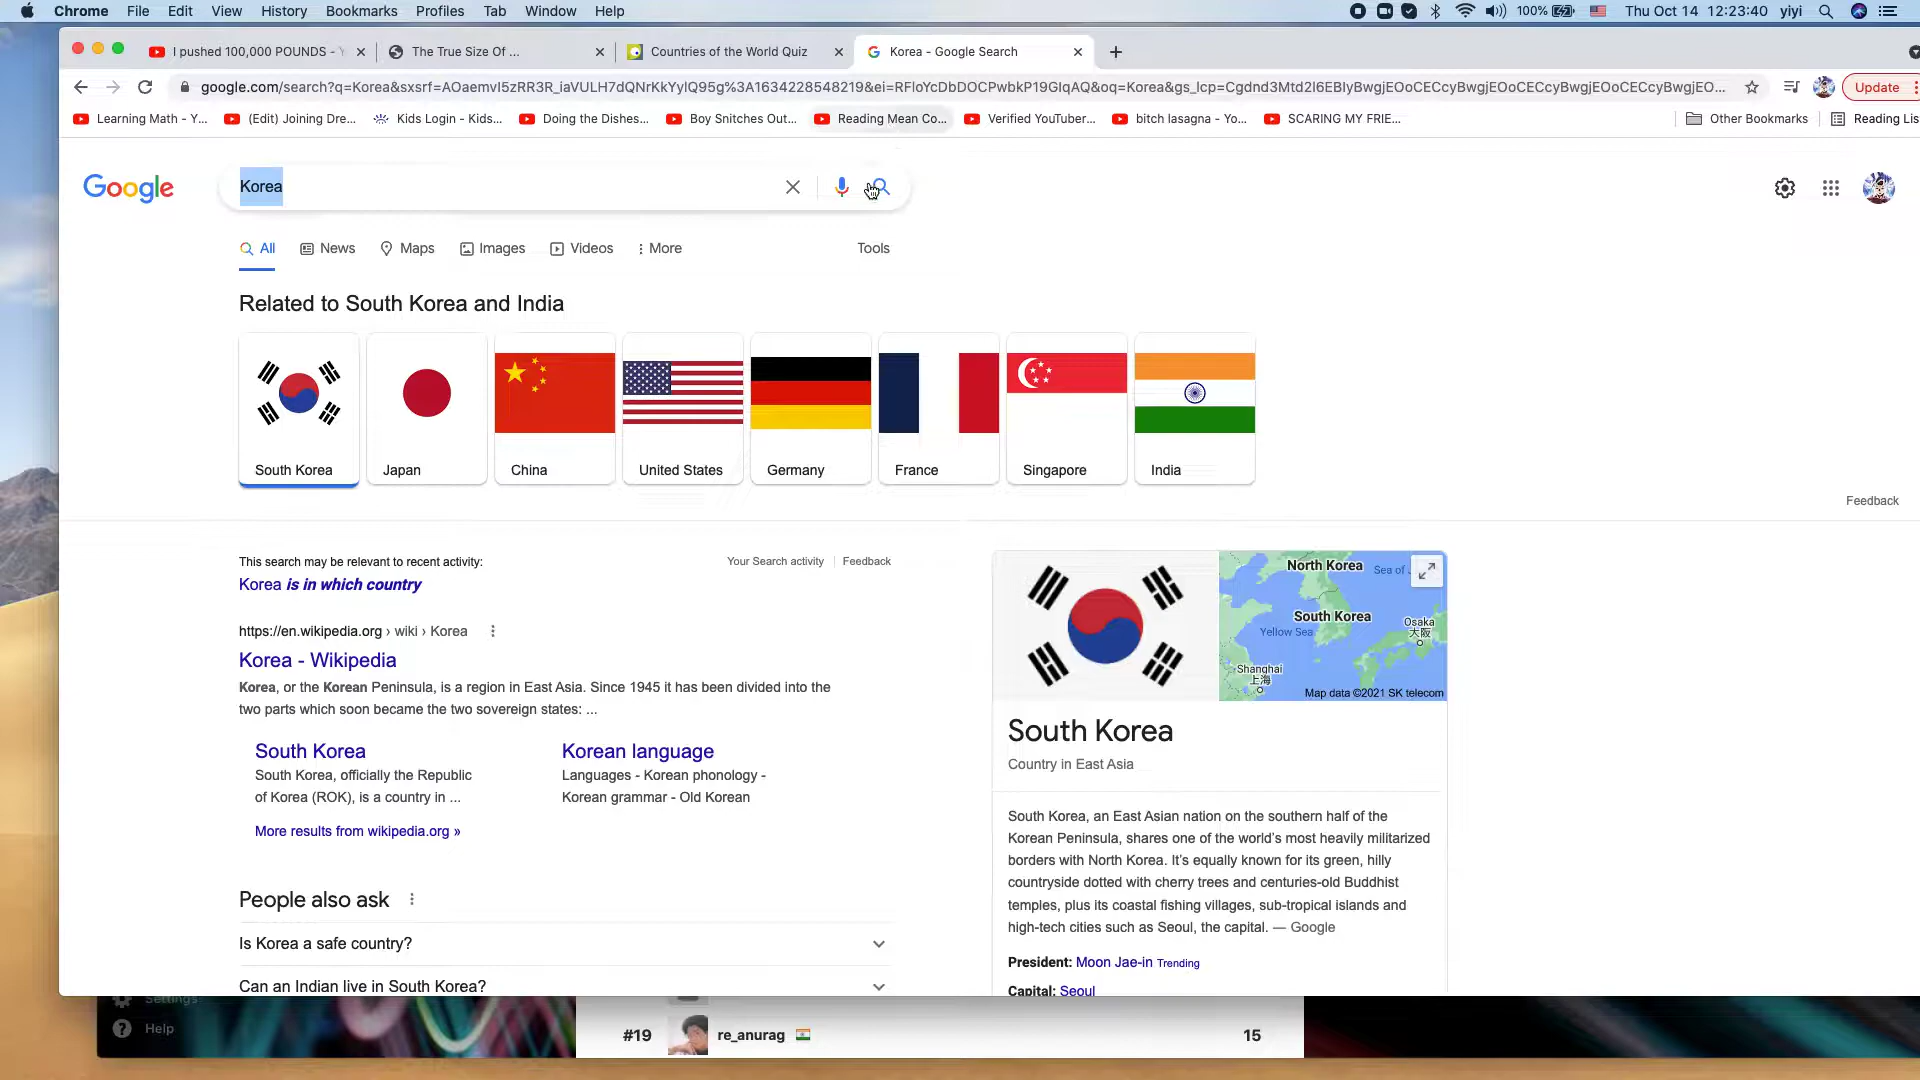 Chrome File Edit View History Bookmarks Profiles Tab Window Help 100% Thu Oct 14 12:23:40 yiyi
I pushed 100,000 POUNDS - The True Size Of ... Countries of the World Quiz Korea - Google Search
google.com/search?q=Korea&sxsrf=AOaemvI5zRR3R_iaVULH7dQNrKkYyIQ95g%3A1634228548219&ei=RFloYcDbDOCPwbkP19GIqAQ&oq=Korea&gs_lcp=Cgdnd3Mtd2l6EBIyBwgjEOoCECcyBwgjEOoCECcyBwgjEOoCECcyBwgjEO... Update
Learning Math - Y... (Edit) Joining Dre... Kids Login - Kids... Doing the Dishes... Boy Snitches Out... Reading Mean Co... Verified YouTuber... bitch lasagna - Yo... SCARING MY FRIE... Other Bookmarks Reading Lis
Google Korea
All News Maps Images Videos More Tools
Related to South Korea and India
South Korea Japan China United States Germany France Singapore India
Feedback
This search may be relevant to recent activity: Your Search activity Feedback
Korea is in which country
https://en.wikipedia.org › wiki › Korea
Korea - Wikipedia
Korea, or the Korean Peninsula, is a region in East Asia. Since 1945 it has been divided into the
two parts which soon became the two sovereign states: ...
South Korea
South Korea, officially the Republic
of Korea (ROK), is a country in ...
Korean language
Languages - Korean phonology -
Korean grammar - Old Korean
More results from wikipedia.org »
People also ask
Is Korea a safe country?
Can an Indian live in South Korea?
North Korea
Sea of
South Korea
Yellow Sea
Osaka
大阪
Shanghai
上海
Map data ©2021 SK telecom
South Korea
Country in East Asia
South Korea, an East Asian nation on the southern half of the
Korean Peninsula, shares one of the world's most heavily militarized
borders with North Korea. It's equally known for its green, hilly
countryside dotted with cherry trees and centuries-old Buddhist
temples, plus its coastal fishing villages, sub-tropical islands and
high-tech cities such as Seoul, the capital. — Google
President: Moon Jae-in Trending
Capital: Seoul
Settings
Help
#19 re_anurag 15